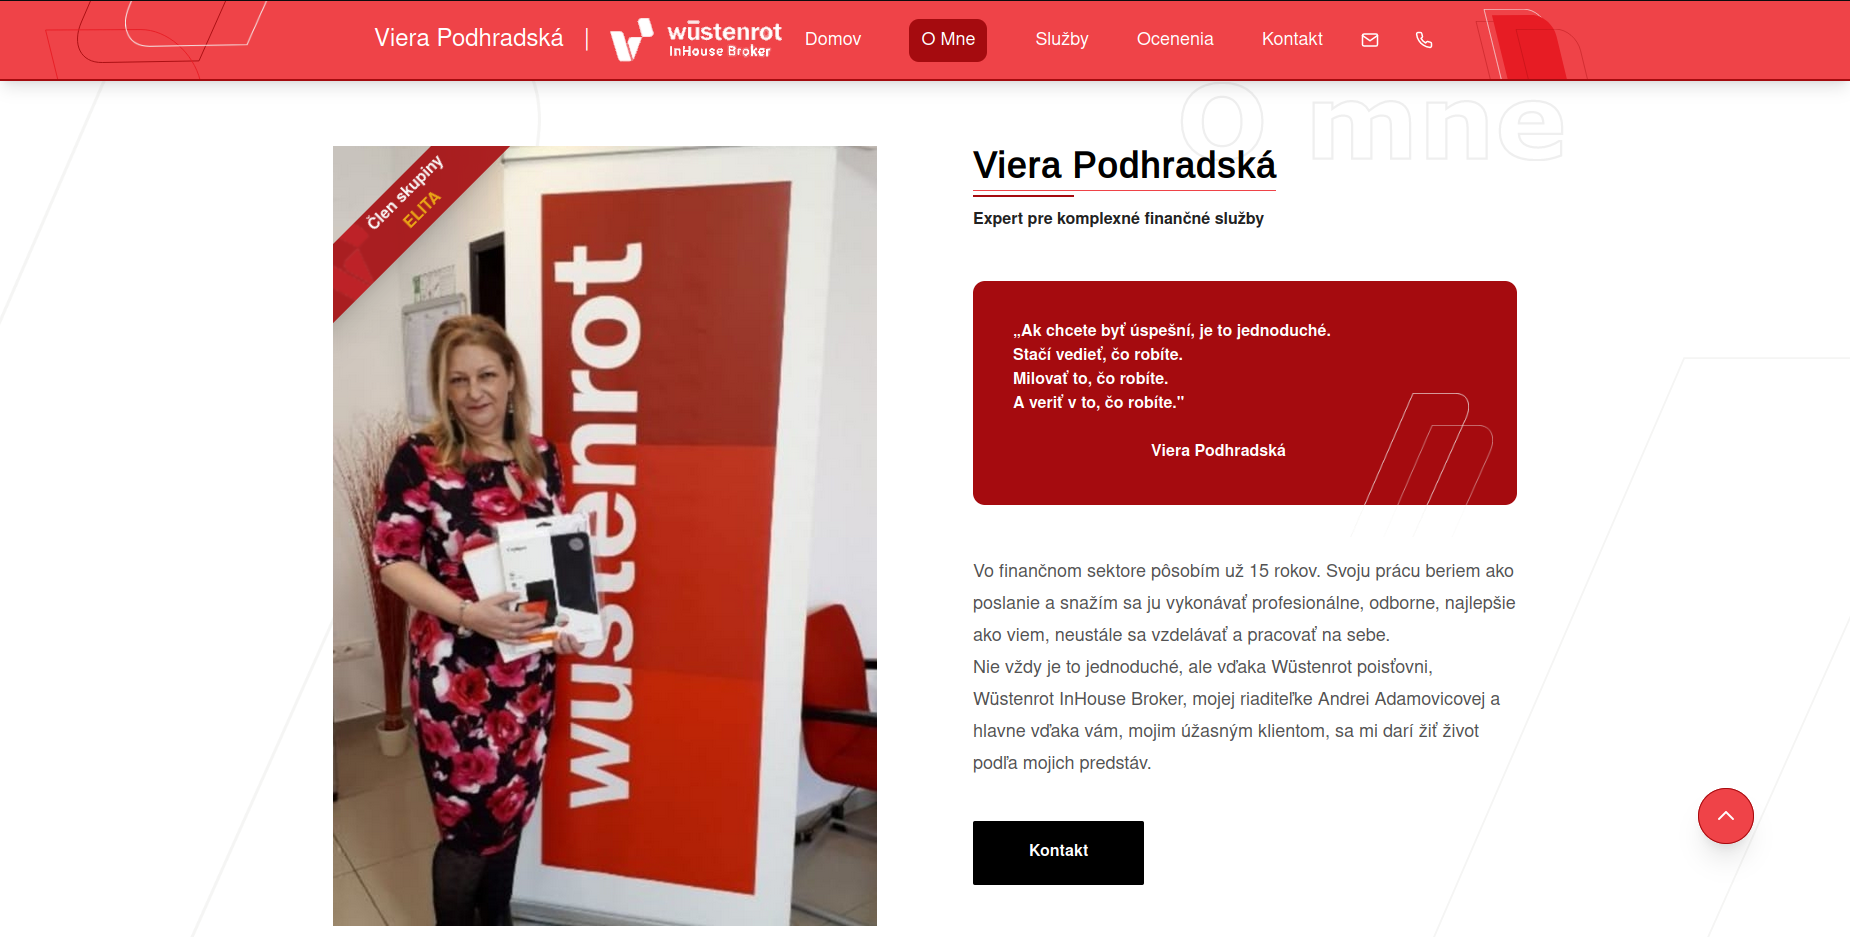 Viera Podhradská | wüstenrot
InHouse Broker
Domov
O Mne
Služby
Ocenenia
Kontakt
O mne
Člen skupiny
ELITA
wüstenrot
Viera Podhradská
Expert pre komplexné finančné služby
„Ak chcete byť úspešní, je to jednoduché.
Stačí vedieť, čo robíte.
Milovať to, čo robíte.
A veriť v to, čo robíte."
Viera Podhradská
Vo finančnom sektore pôsobím už 15 rokov. Svoju prácu beriem ako
poslanie a snažím sa ju vykonávať profesionálne, odborne, najlepšie
ako viem, neustále sa vzdelávať a pracovať na sebe.
Nie vždy je to jednoduché, ale vďaka Wüstenrot poisťovni,
Wüstenrot InHouse Broker, mojej riaditeľke Andrei Adamovicovej a
hlavne vďaka vám, mojim úžasným klientom, sa mi darí žiť život
podľa mojich predstáv.
Kontakt